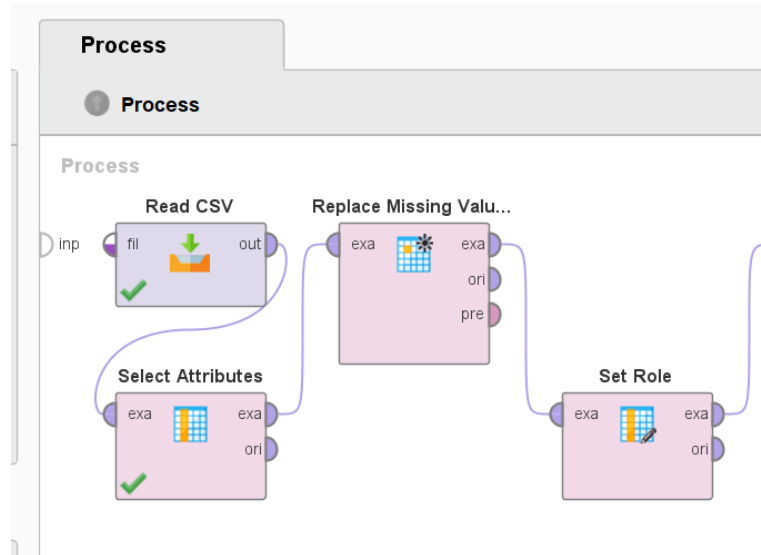 Process
Process
Process
Read CSV
inp
fil
out
Replace Missing Valu...
exa
exa
ori
pre
Select Attributes
exa
exa
ori
Set Role
exa
exa
ori